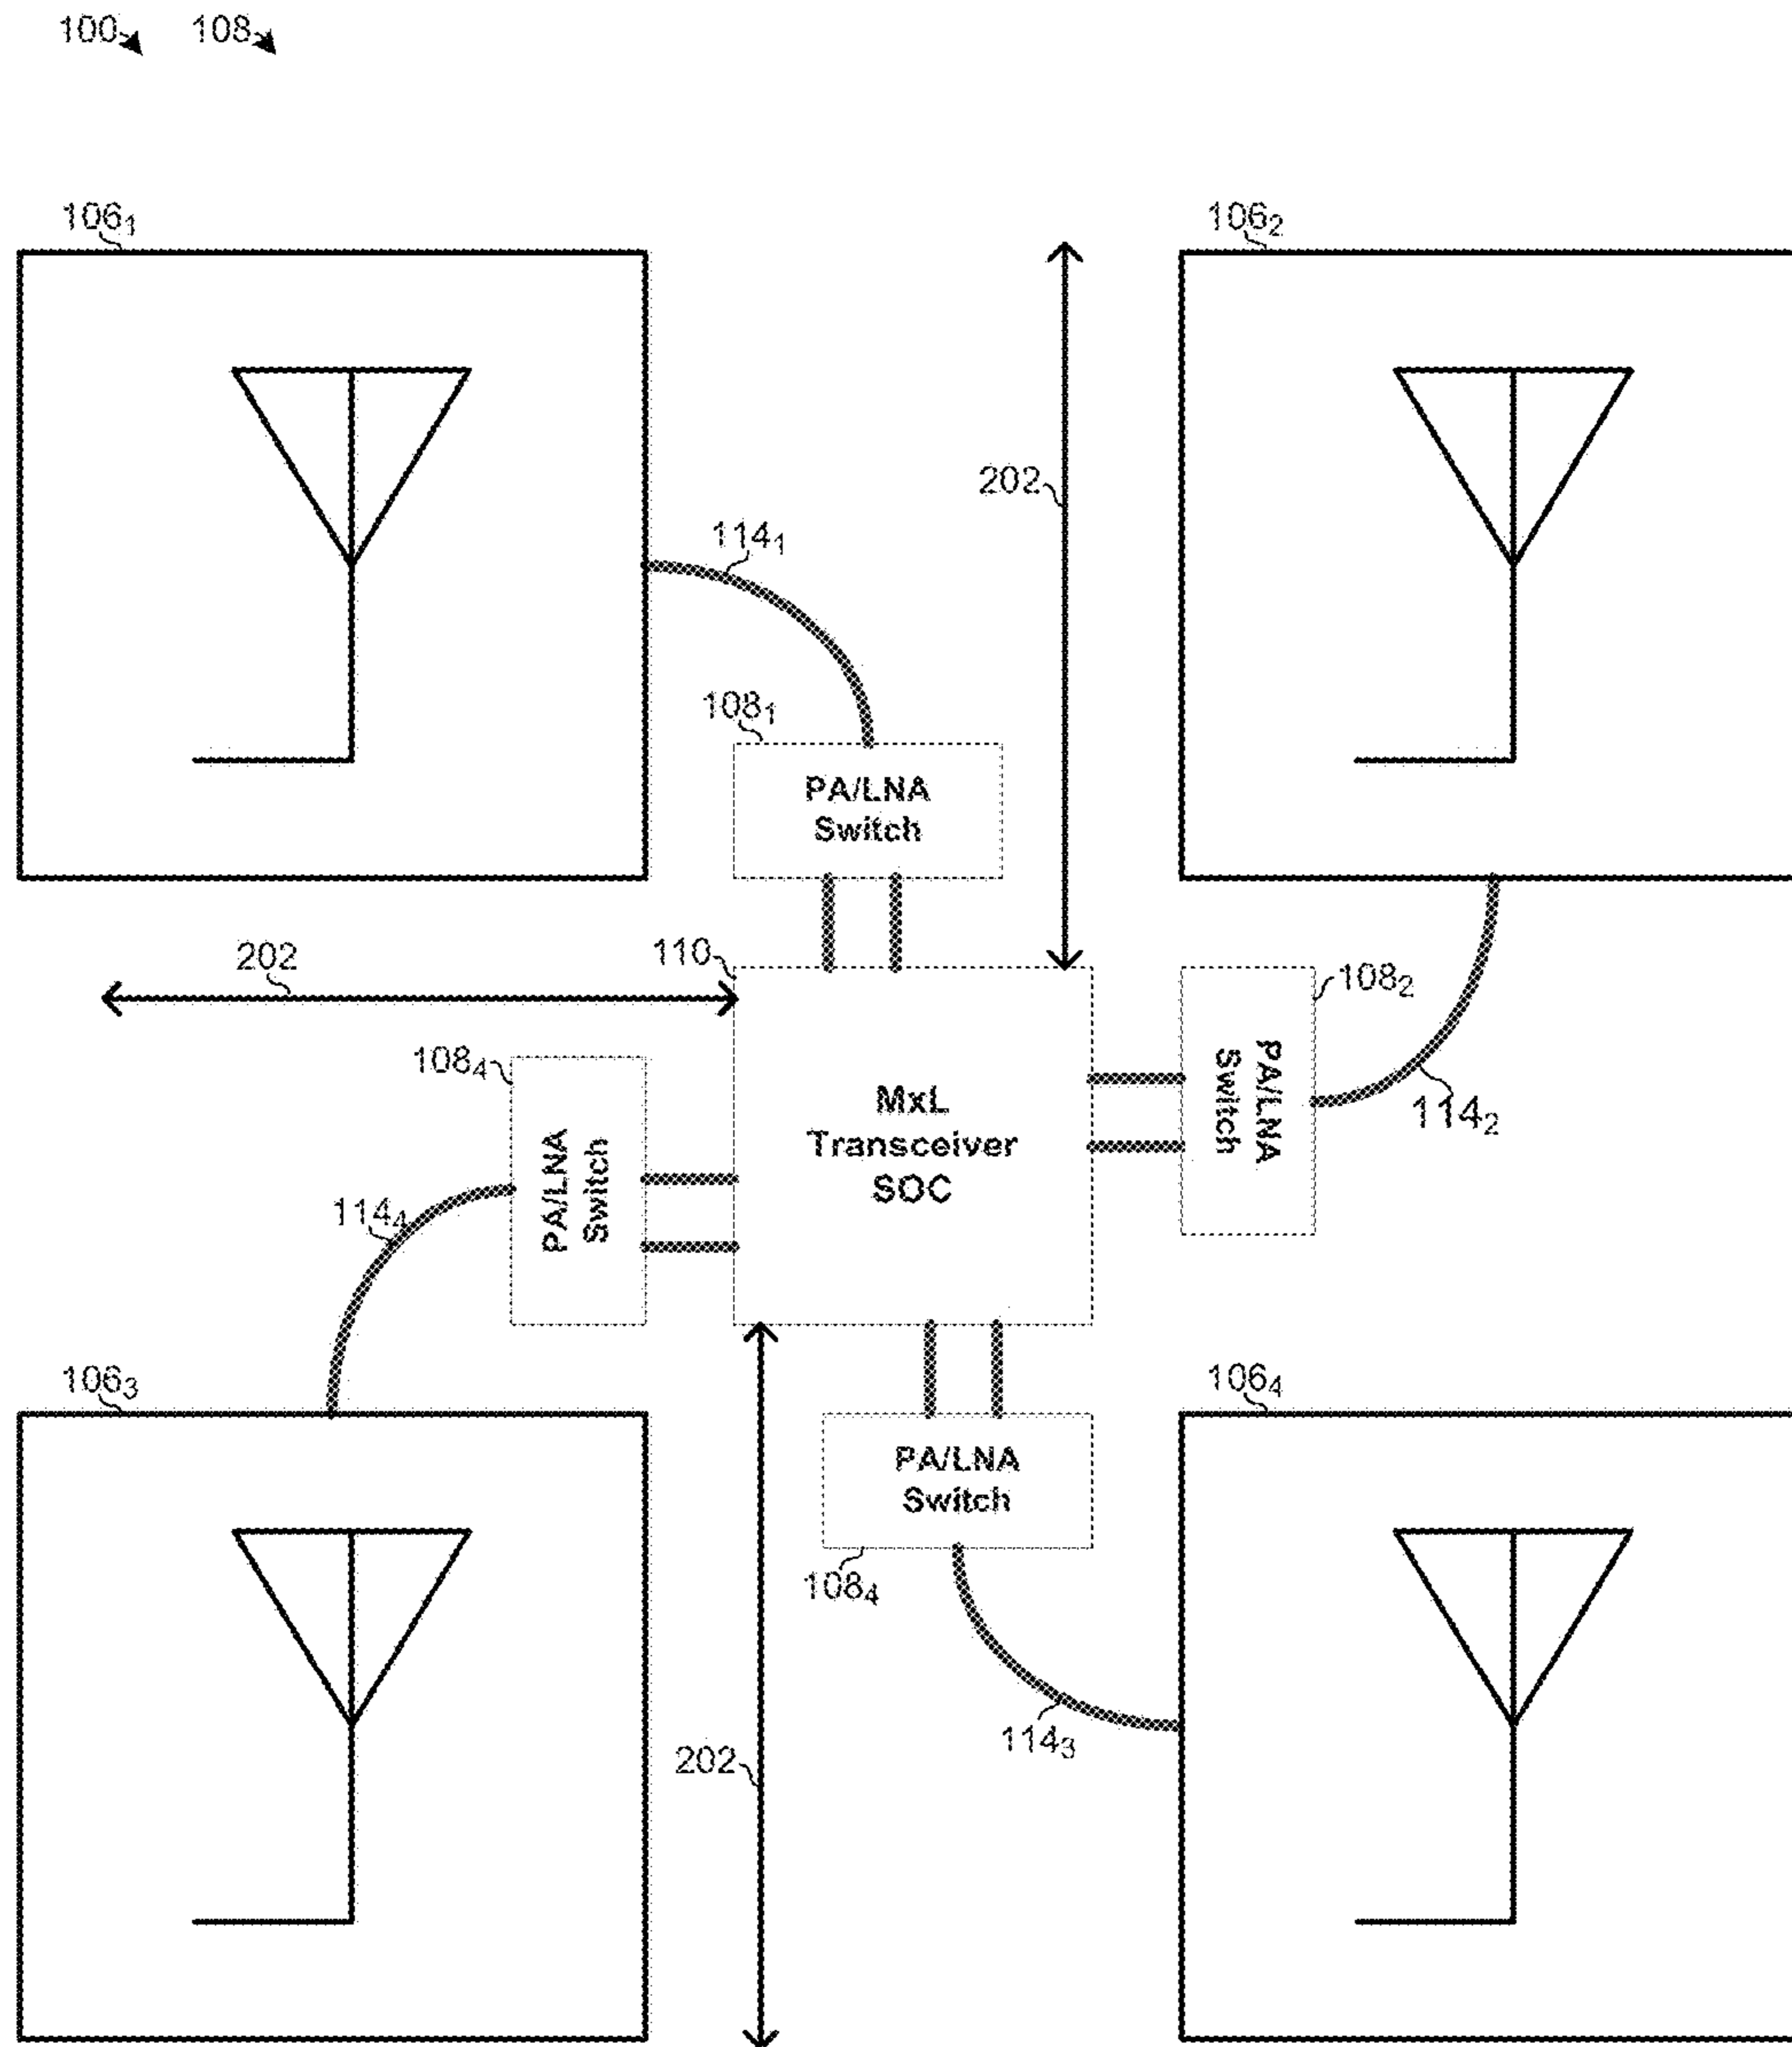 100 108
106₁
106₂
202
114₁
108₁
PA/LNA
Switch
202
110
108₂
108₄
PA/LNA
Switch
MxL
Transceiver
SOC
PA/LNA
Switch
114₂
114₄
106₃
106₄
PA/LNA
Switch
108₄
114₃
202